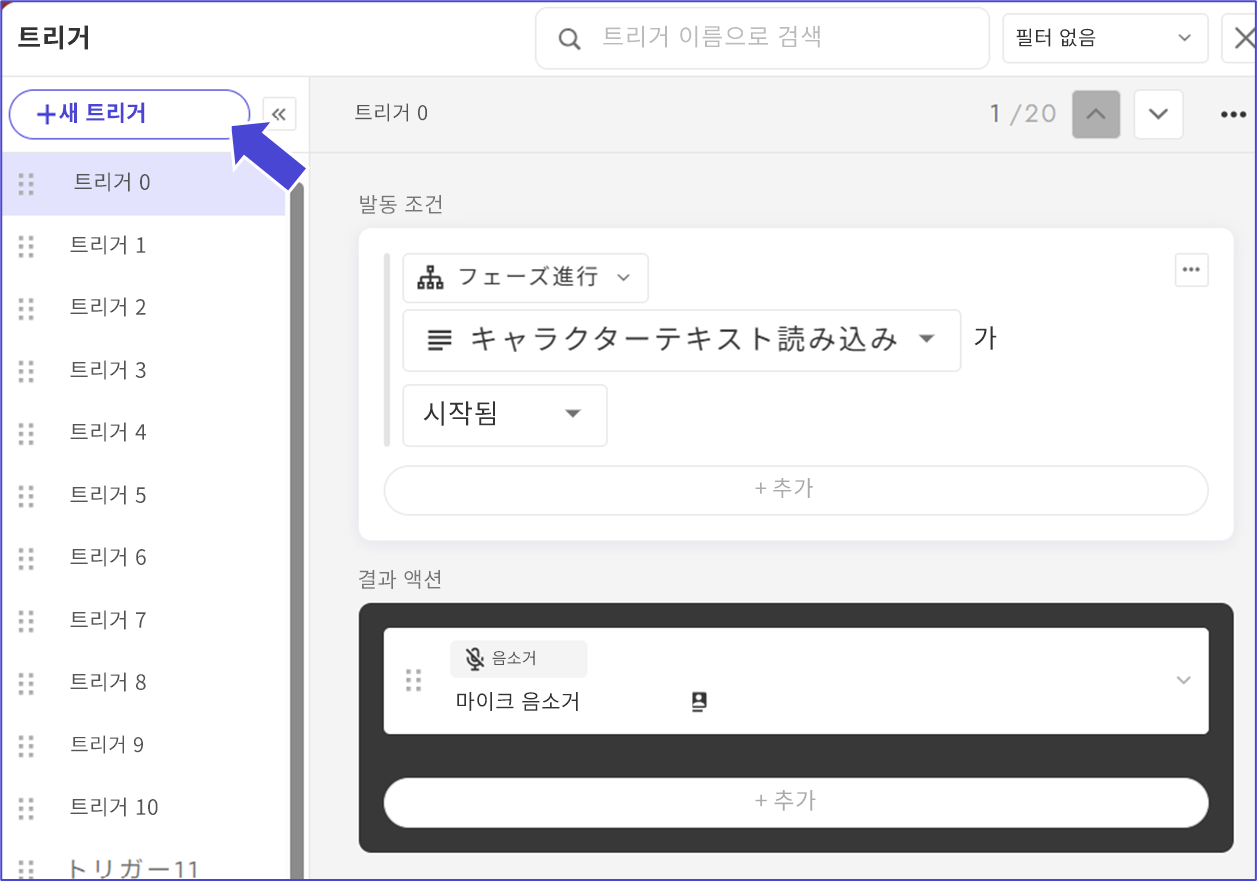 트리거
트리거 이름으로 검색
필터 없음
+새 트리거
«
트리거 0
1 /20
트리거 0
트리거 1
트리거 2
트리거 3
트리거 4
트리거 5
트리거 6
트리거 7
트리거 8
트리거 9
트리거 10
トリガー11
발동 조건
フェーズ進行
キャラクターテキスト読み込み 가
시작됨
+ 추가
결과 액션
음소거
마이크 음소거
+ 추가